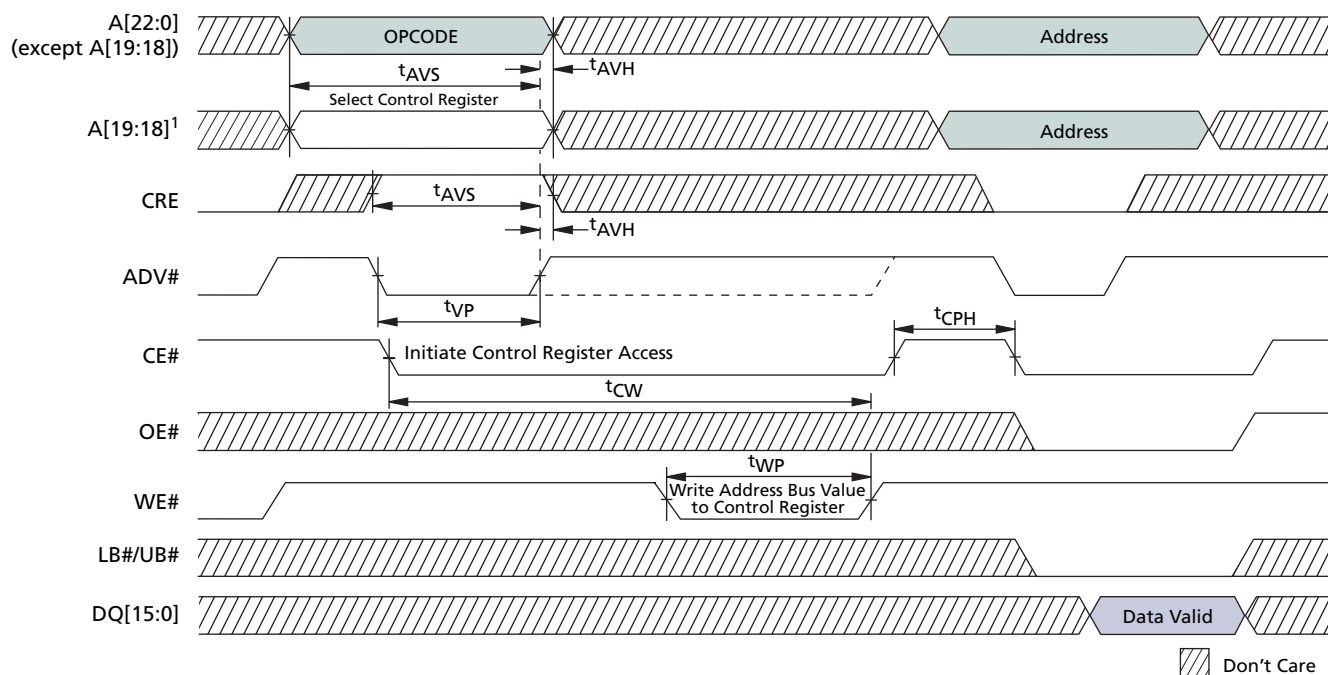 A[22:0]
(except A[19:18])
OPCODE
Address
tAVS
tAVH
Select Control Register
A[19:18]1
Address
CRE
tAVS
tAVH
ADV#
tVP
tCPH
CE#
Initiate Control Register Access
tCW
OE#
tWP
WE#
Write Address Bus Value
to Control Register
LB#/UB#
DQ[15:0]
Data Valid
Don't Care